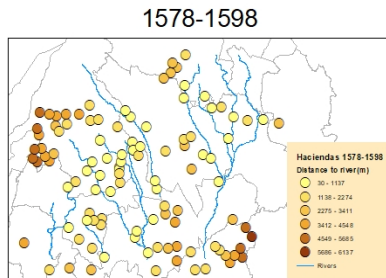 1578-1598
Haciendas 1578-1598
Distance to river(m)
30 - 1137
1138 - 2274
2275 - 3411
3412 - 4548
4549 - 5685
5686 - 6137
Rivers